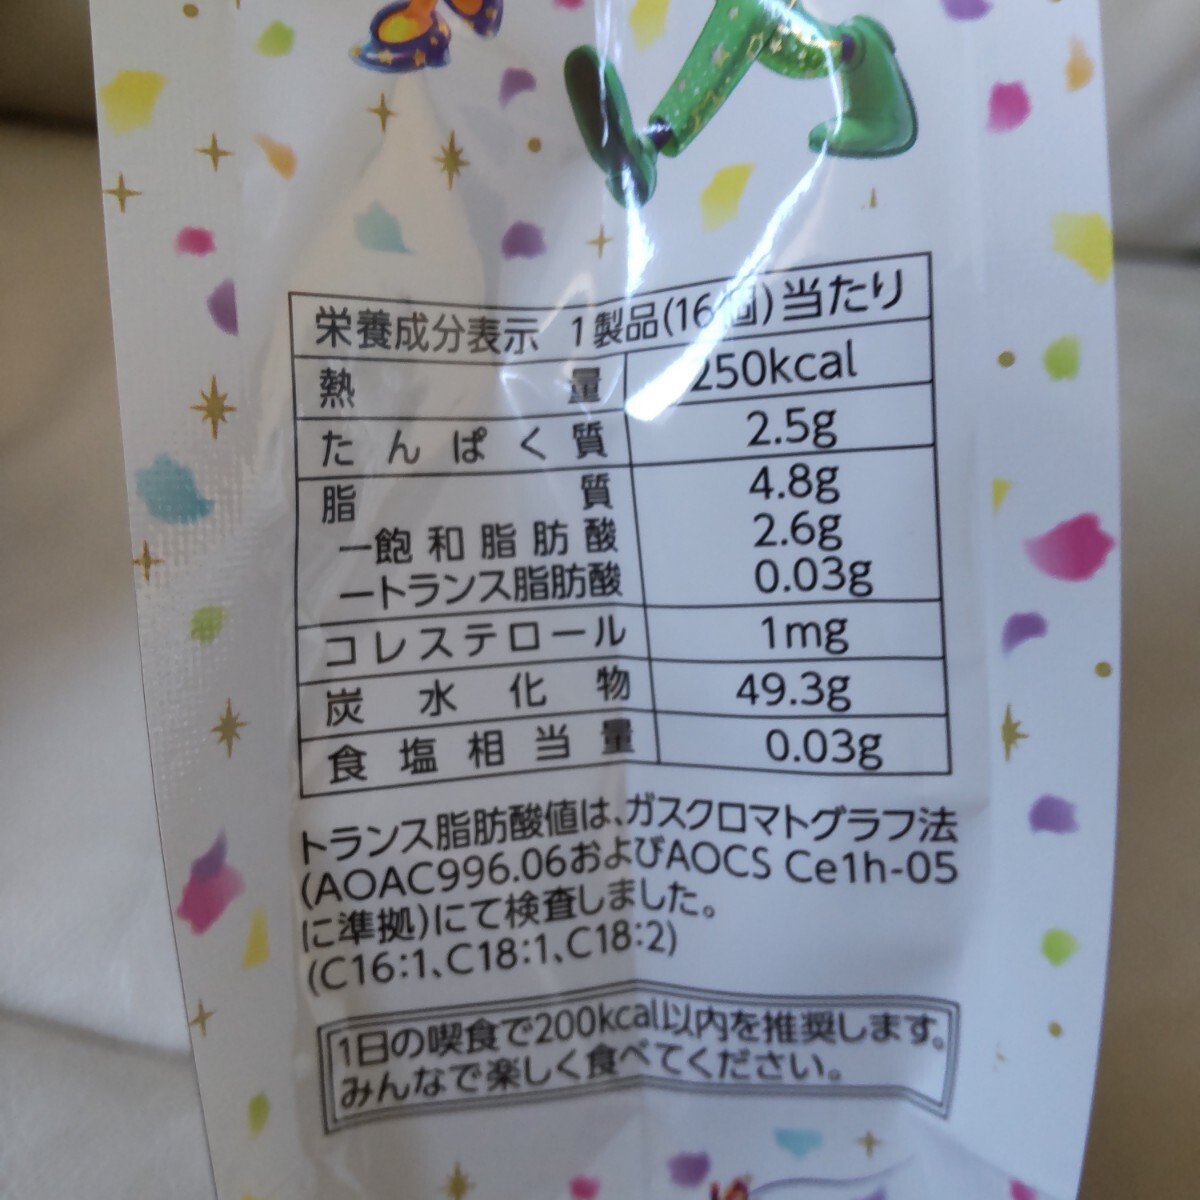 栄養成分表示 1製品(16個)当たり
熱量 250kcal
たんぱく質 2.5g
脂質 4.8g
ー飽和脂肪酸 2.6g
ートランス脂肪酸 0.03g
コレステロール 1mg
炭水化物 49.3g
食塩相当量 0.03g
トランス脂肪酸値は、ガスクロマトグラフ法
(AOAC996.06およびAOCS Ce1h-05
に準拠)にて検査しました。
(C16:1、C18:1、C18:2)
1日の喫食で200kcal以内を推奨します。
みんなで楽しく食べてください。